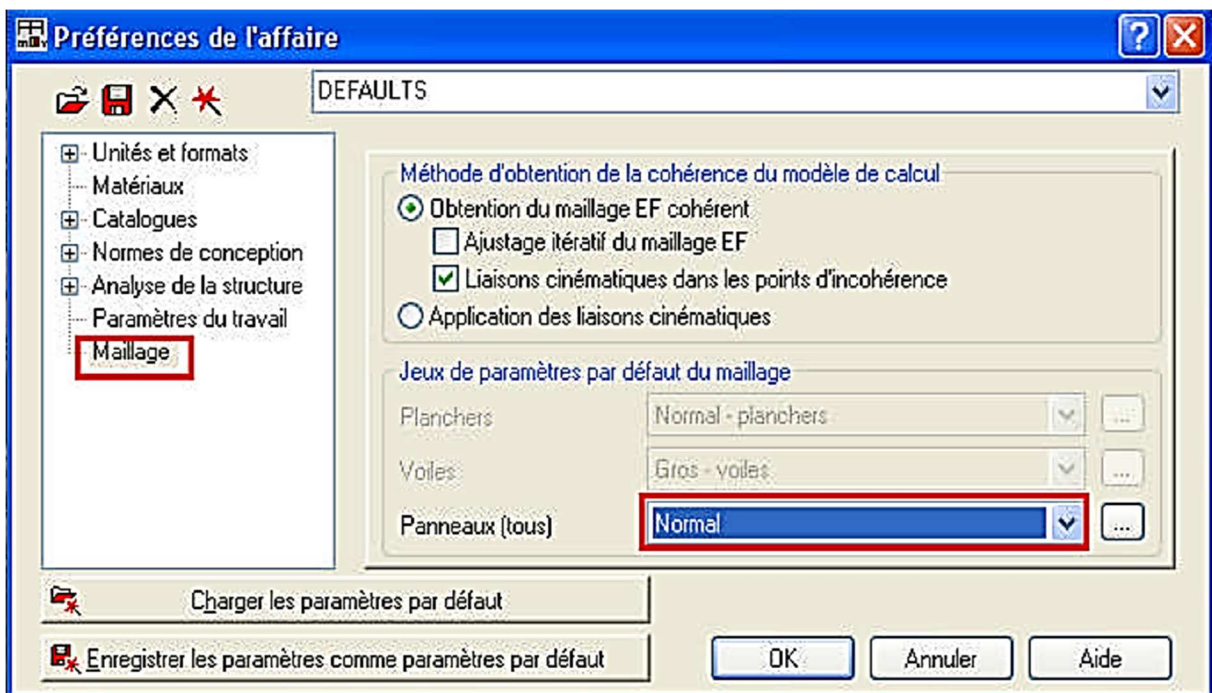 Préférences de l'affaire
DEFAULTS
Unités et formats
Matériaux
Catalogues
Normes de conception
Analyse de la structure
Paramètres du travail
Maillage
Méthode d'obtention de la cohérence du modèle de calcul
Obtention du maillage EF cohérent
Ajustage itératif du maillage EF
Liaisons cinématiques dans les points d'incohérence
Application des liaisons cinématiques
Jeux de paramètres par défaut du maillage
Planchers Normal - planchers ...
Voiles Gros - voiles ...
Panneaux (tous) Normal ...
Charger les paramètres par défaut
Enregistrer les paramètres comme paramètres par défaut
OK Annuler Aide